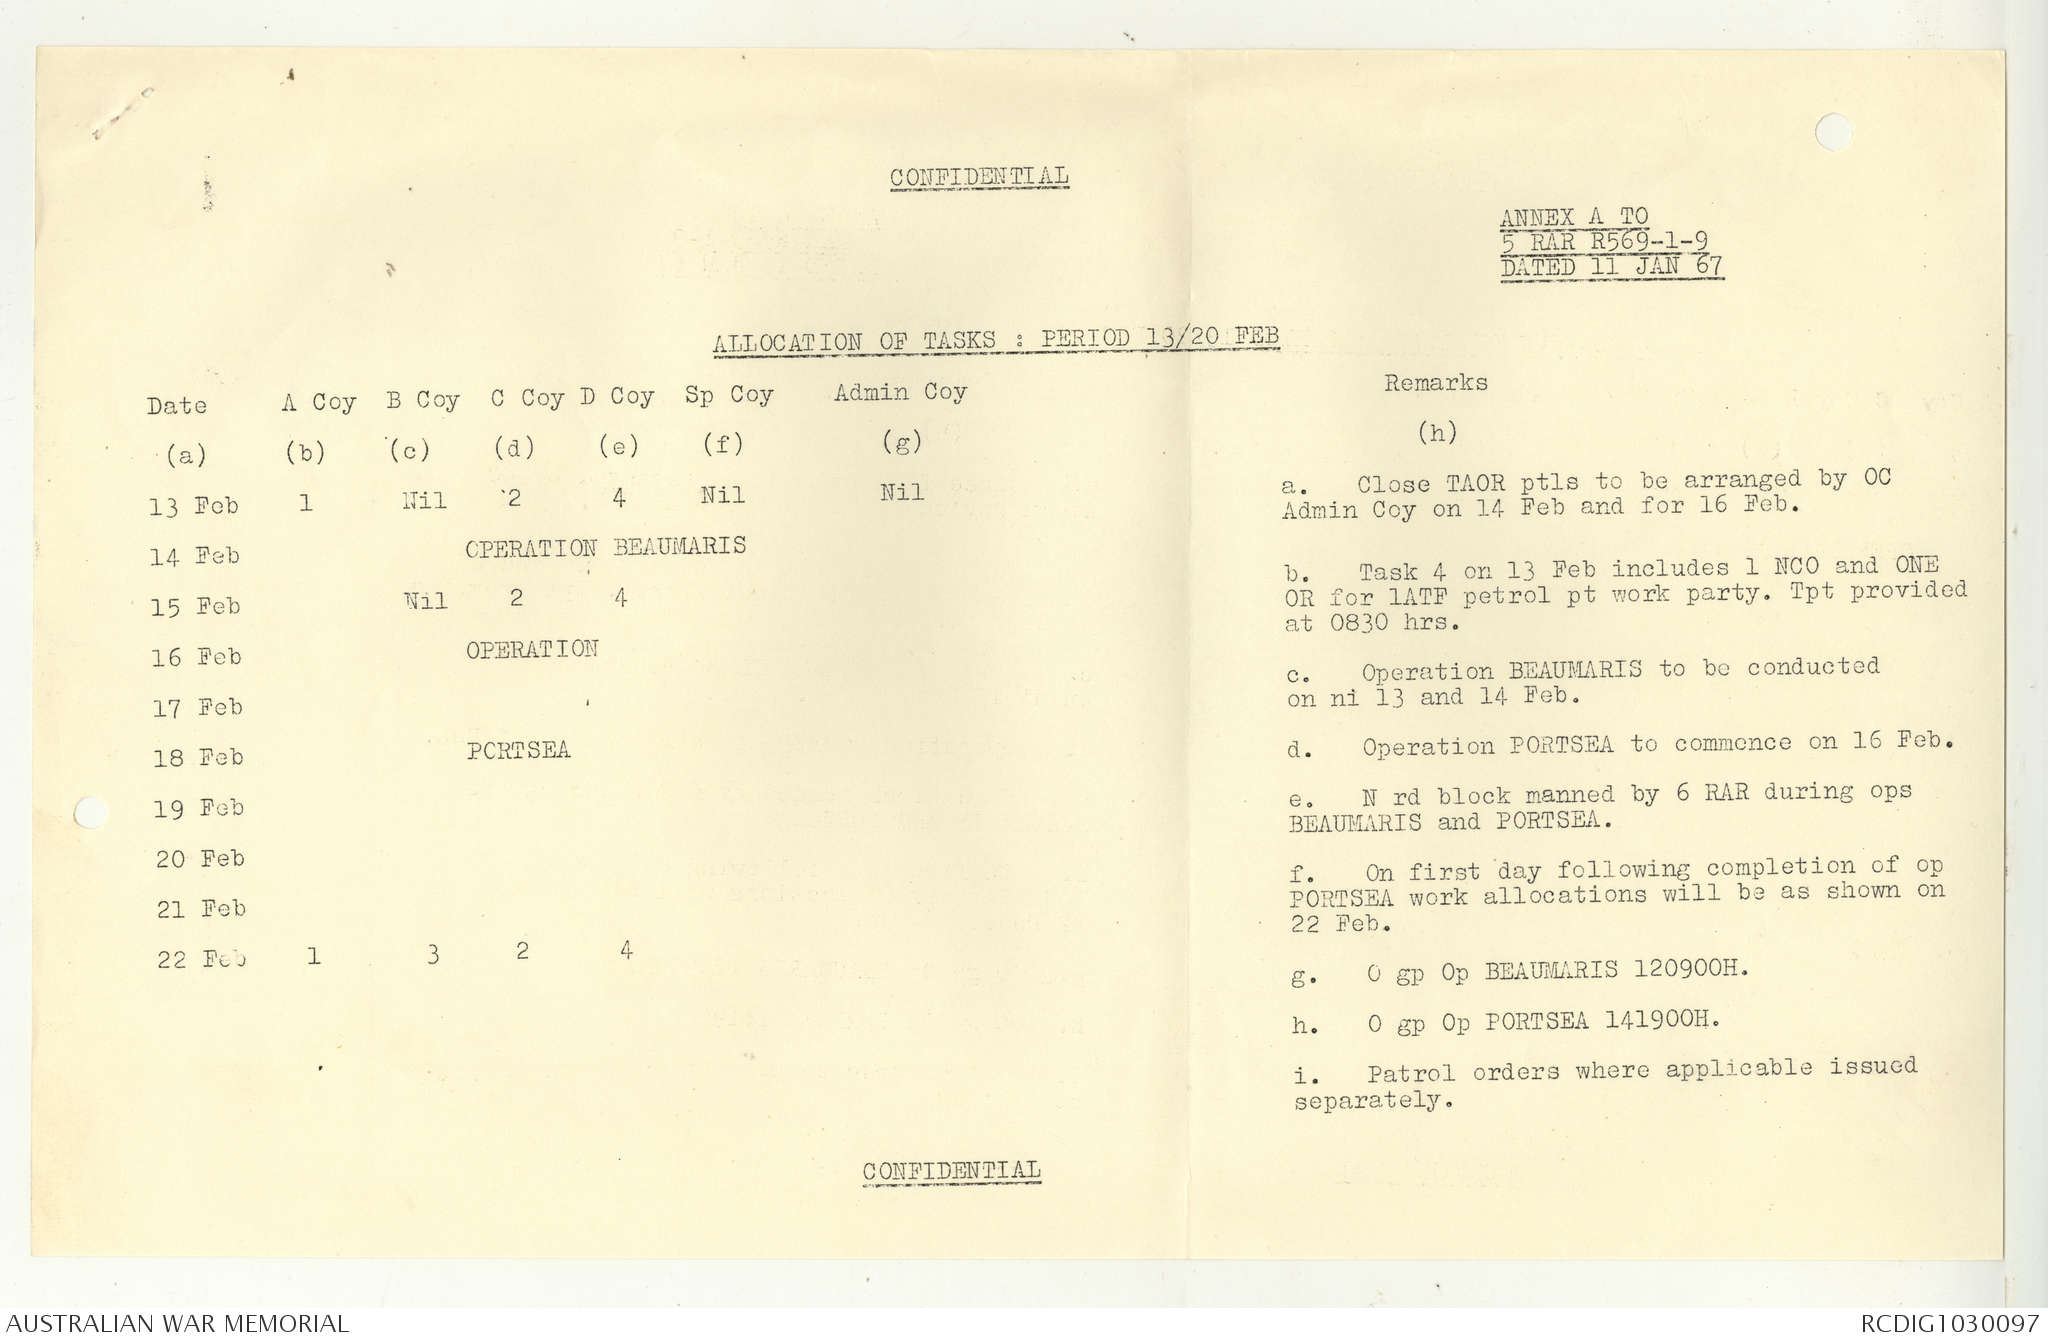 CONFIDENTIAL
ANNEX A TO
5 RAR R569-1-9
DATED 11 JAN 67
ALLOCATION OF TASKS : PERIOD 13/20 FEB
Date A Coy B Coy C Coy D Coy Sp Coy Admin Coy Remarks
(a) (b) (c) (d) (e) (f) (g) (h)
13 Feb 1 Nil 2 4 Nil Nil
14 Feb OPERATION BEAUMARIS
15 Feb Nil 2 4
16 Feb OPERATION
17 Feb
18 Feb PORTSEA
19 Feb
20 Feb
21 Feb
22 Feb 1 3 2 4
a. Close TAOR ptls to be arranged by OC
Admin Coy on 14 Feb and for 16 Feb.
b. Task 4 on 13 Feb includes 1 NCO and ONE
OR for 1ATF petrol pt work party. Tpt provided
at 0830 hrs.
c. Operation BEAUMARIS to be conducted
on ni 13 and 14 Feb.
d. Operation PORTSEA to commence on 16 Feb.
e. N rd block manned by 6 RAR during ops
BEAUMARIS and PORTSEA.
f. On first day following completion of op
PORTSEA work allocations will be as shown on
22 Feb.
g. O gp Op BEAUMARIS 120900H.
h. O gp Op PORTSEA 141900H.
i. Patrol orders where applicable issued
separately.
CONFIDENTIAL
AUSTRALIAN WAR MEMORIAL RCDIG1030097